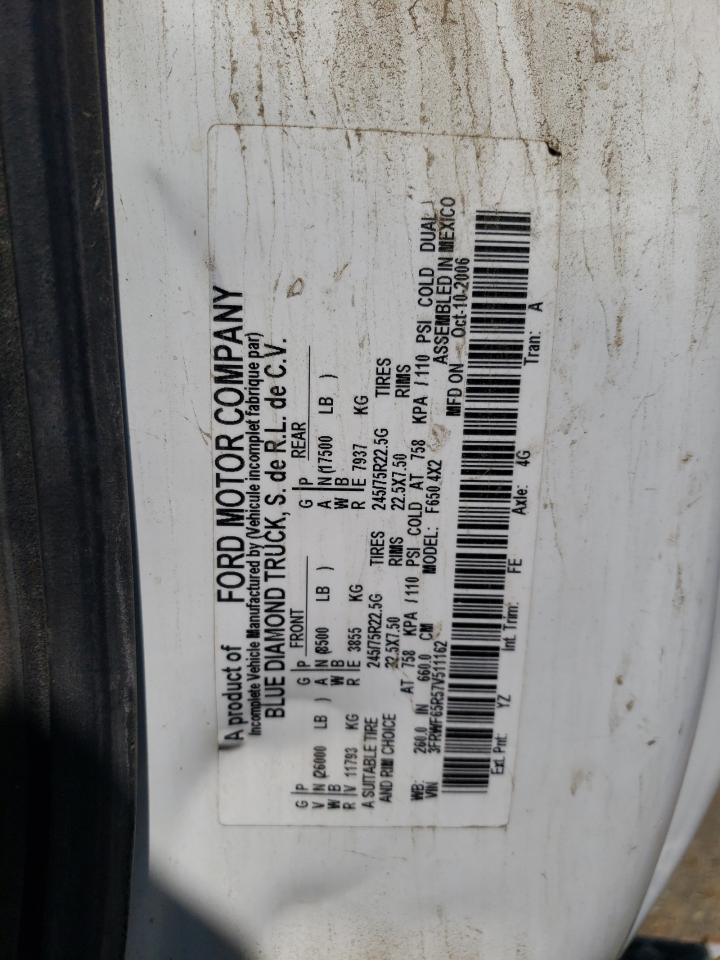 A product of FORD MOTOR COMPANY
Incomplete Vehicle Manufactured by (Vehicule incomplet fabrique par)
BLUE DIAMOND TRUCK, S. de R.L. de C.V.
FRONT REAR
G P G P G P
V N (26000 LB ) A N (8500 LB ) A N (17500 LB )
W B W B W B
R V 11793 KG R E 3855 KG R E 7937 KG
A SUITABLE TIRE 245/75R22.5G TIRES 245/75R22.5G TIRES
AND RIM CHOICE 22.5X7.50 RIMS 22.5X7.50 RIMS
AT 758 KPA / 110 PSI COLD AT 758 KPA / 110 PSI COLD DUAL
WB: 260.0 IN 660.0 CM MODEL: F650 4X2 ASSEMBLED IN MEXICO
VIN 3FRWF65R57V511162 MFD ON Oct-10-2006
Ext. Pnt: YZ Int. Trim: FE Axle: 4G Tran: A